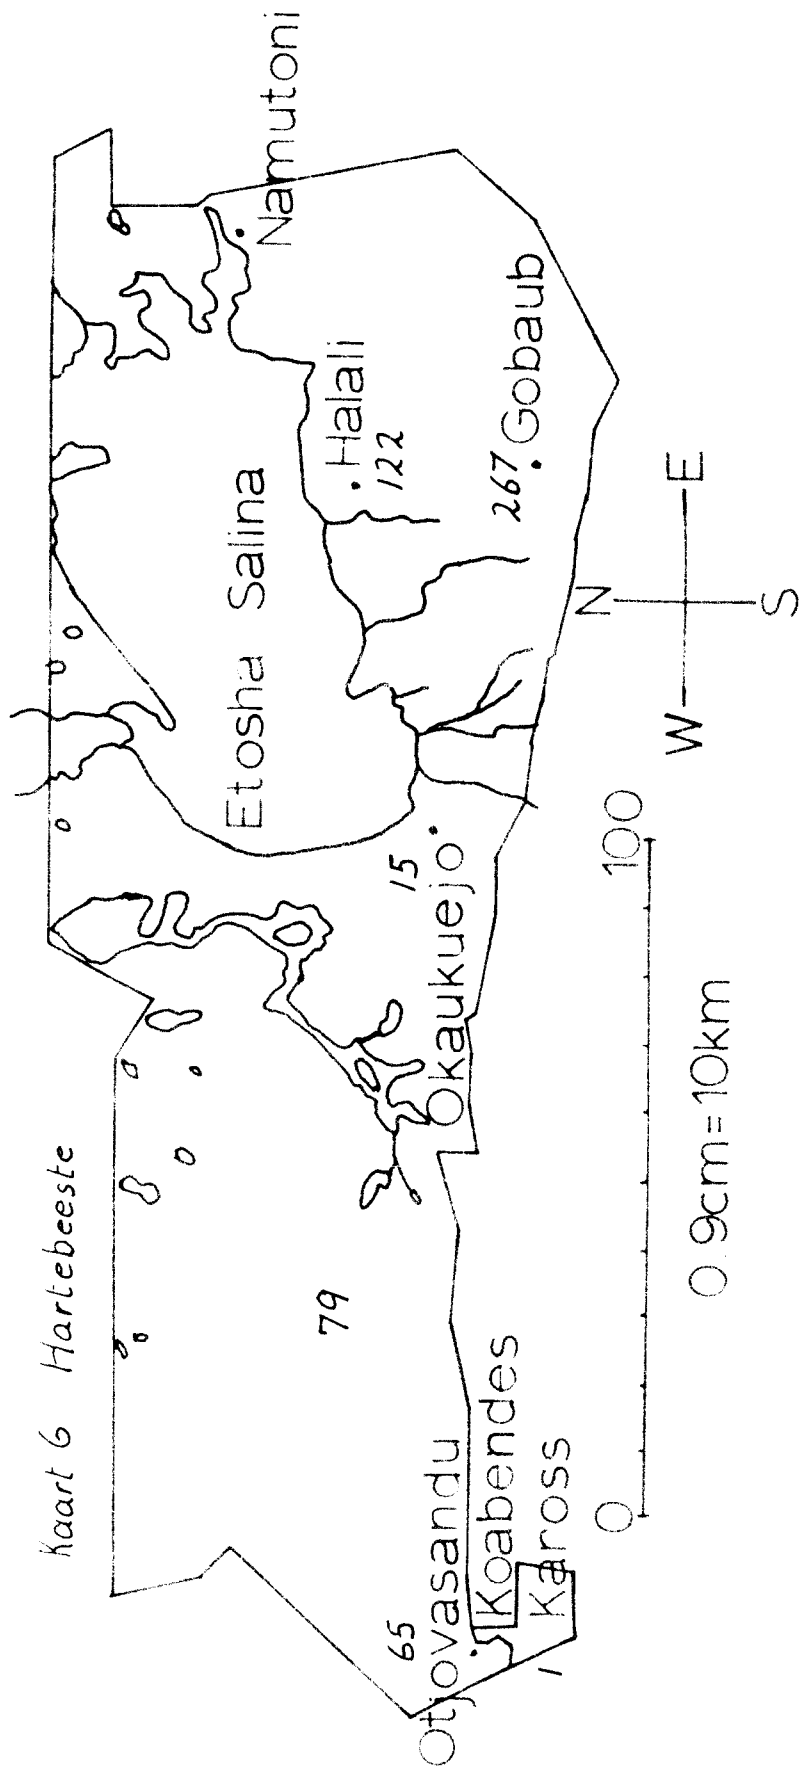 Kaart 6 Hartebeeste
Etosha Salina
Namutoni
Halali
122
267
Gobaub
15
Okaukuejo
79
65
Otjovasandu
Koabendes
Kaross
1
N
W
E
S
0
100
0.9cm=10km